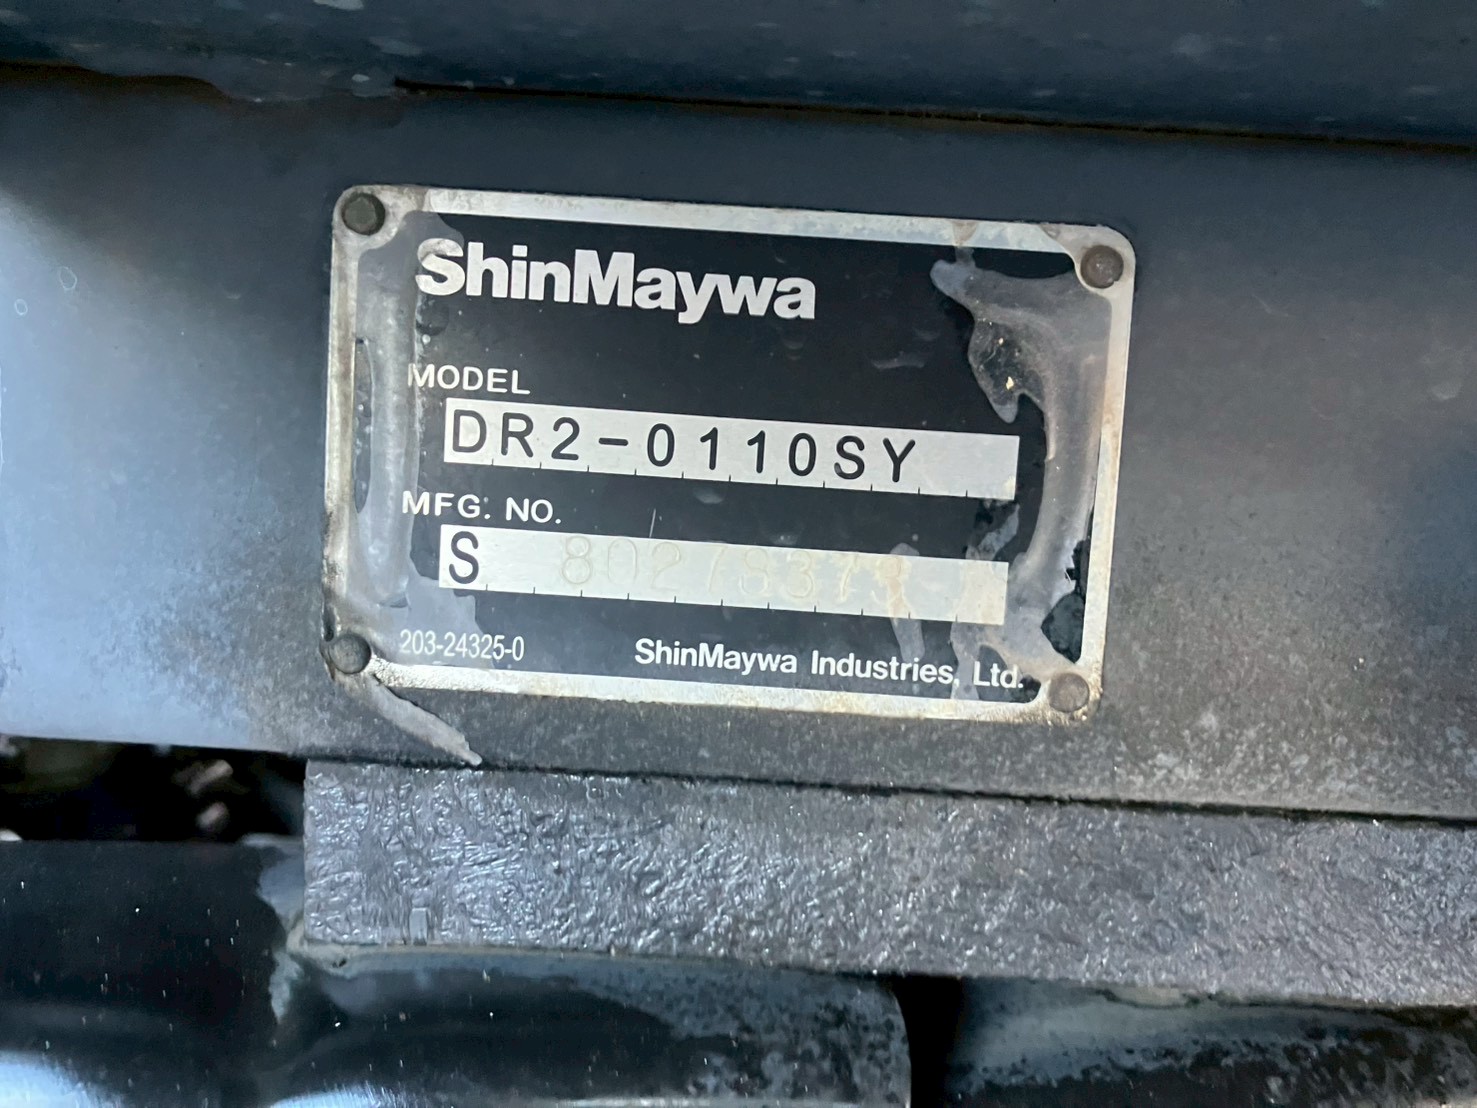 ShinMaywa
MODEL
DR2-0110SY
MFG. NO.
S
203-24325-0
ShinMaywa Industries, Ltd.